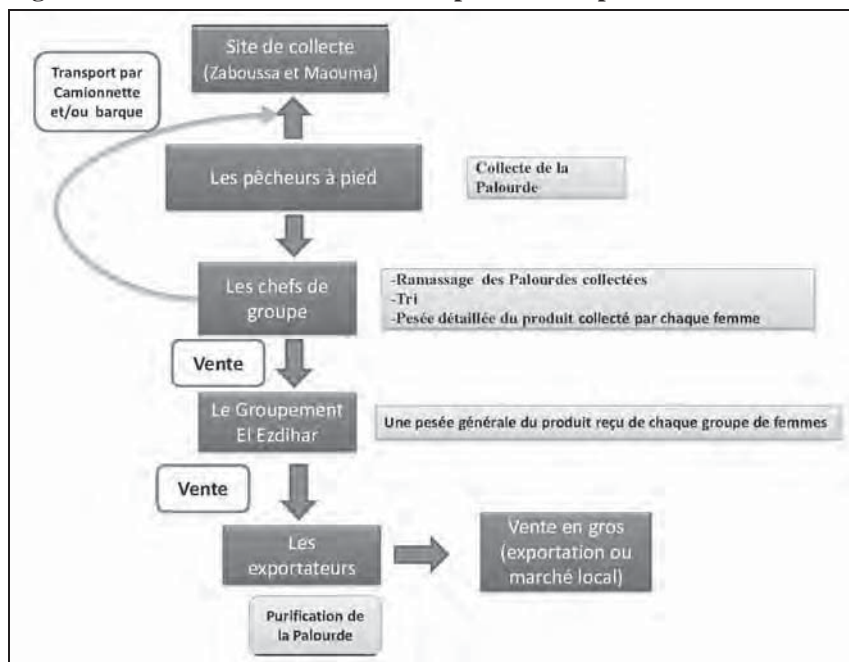 Site de collecte
(Zaboussa et Maouma)
Transport par
Camionnette
et/ou barque
Les pêcheurs à pied
Collecte de la
Palourde
Les chefs de
groupe
-Ramassage des Palourdes collectées
-Tri
-Pesée détaillée du produit collecté par chaque femme
Vente
Le Groupement
El Ezdihar
Une pesée générale du produit reçu de chaque groupe de femmes
Vente
Les
exportateurs
Vente en gros
(exportation ou
marché local)
Purification de
la Palourde